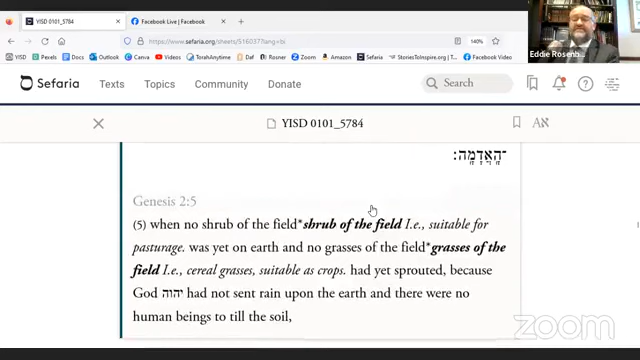 YISD 0101_5784
Facebook Live | Facebook
https://www.sefaria.org/sheets/516037?lang=bi
140%
YISD
Pexels
Calendar
Outlook
Canva
Videos
TorahAnytime
Daf
Rosner
Zoom
Amazon
StoriesToInspire.org |...
Facebook Video
Eddie Rosenb...
Sefaria
Texts
Topics
Community
Donate
Search
YISD 0101_5784
אA
־הָֽאֲדָמָֽה׃
Genesis 2:5
(5) when no shrub of the field*shrub of the field I.e., suitable for
pasturage. was yet on earth and no grasses of the field*grasses of the
field I.e., cereal grasses, suitable as crops. had yet sprouted, because
God יהוה had not sent rain upon the earth and there were no
human beings to till the soil,
zoom